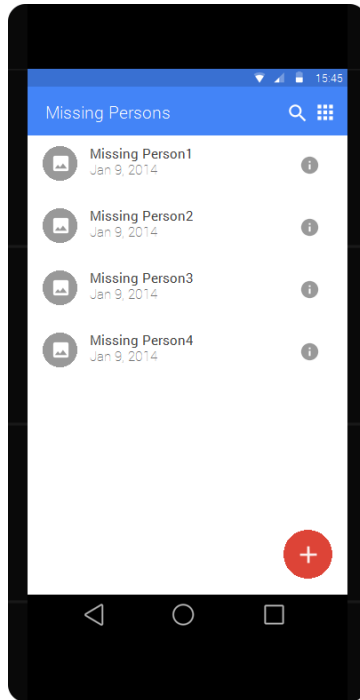 15:45
Missing Persons
Missing Person1
Jan 9, 2014
Missing Person2
Jan 9, 2014
Missing Person3
Jan 9, 2014
Missing Person4
Jan 9, 2014